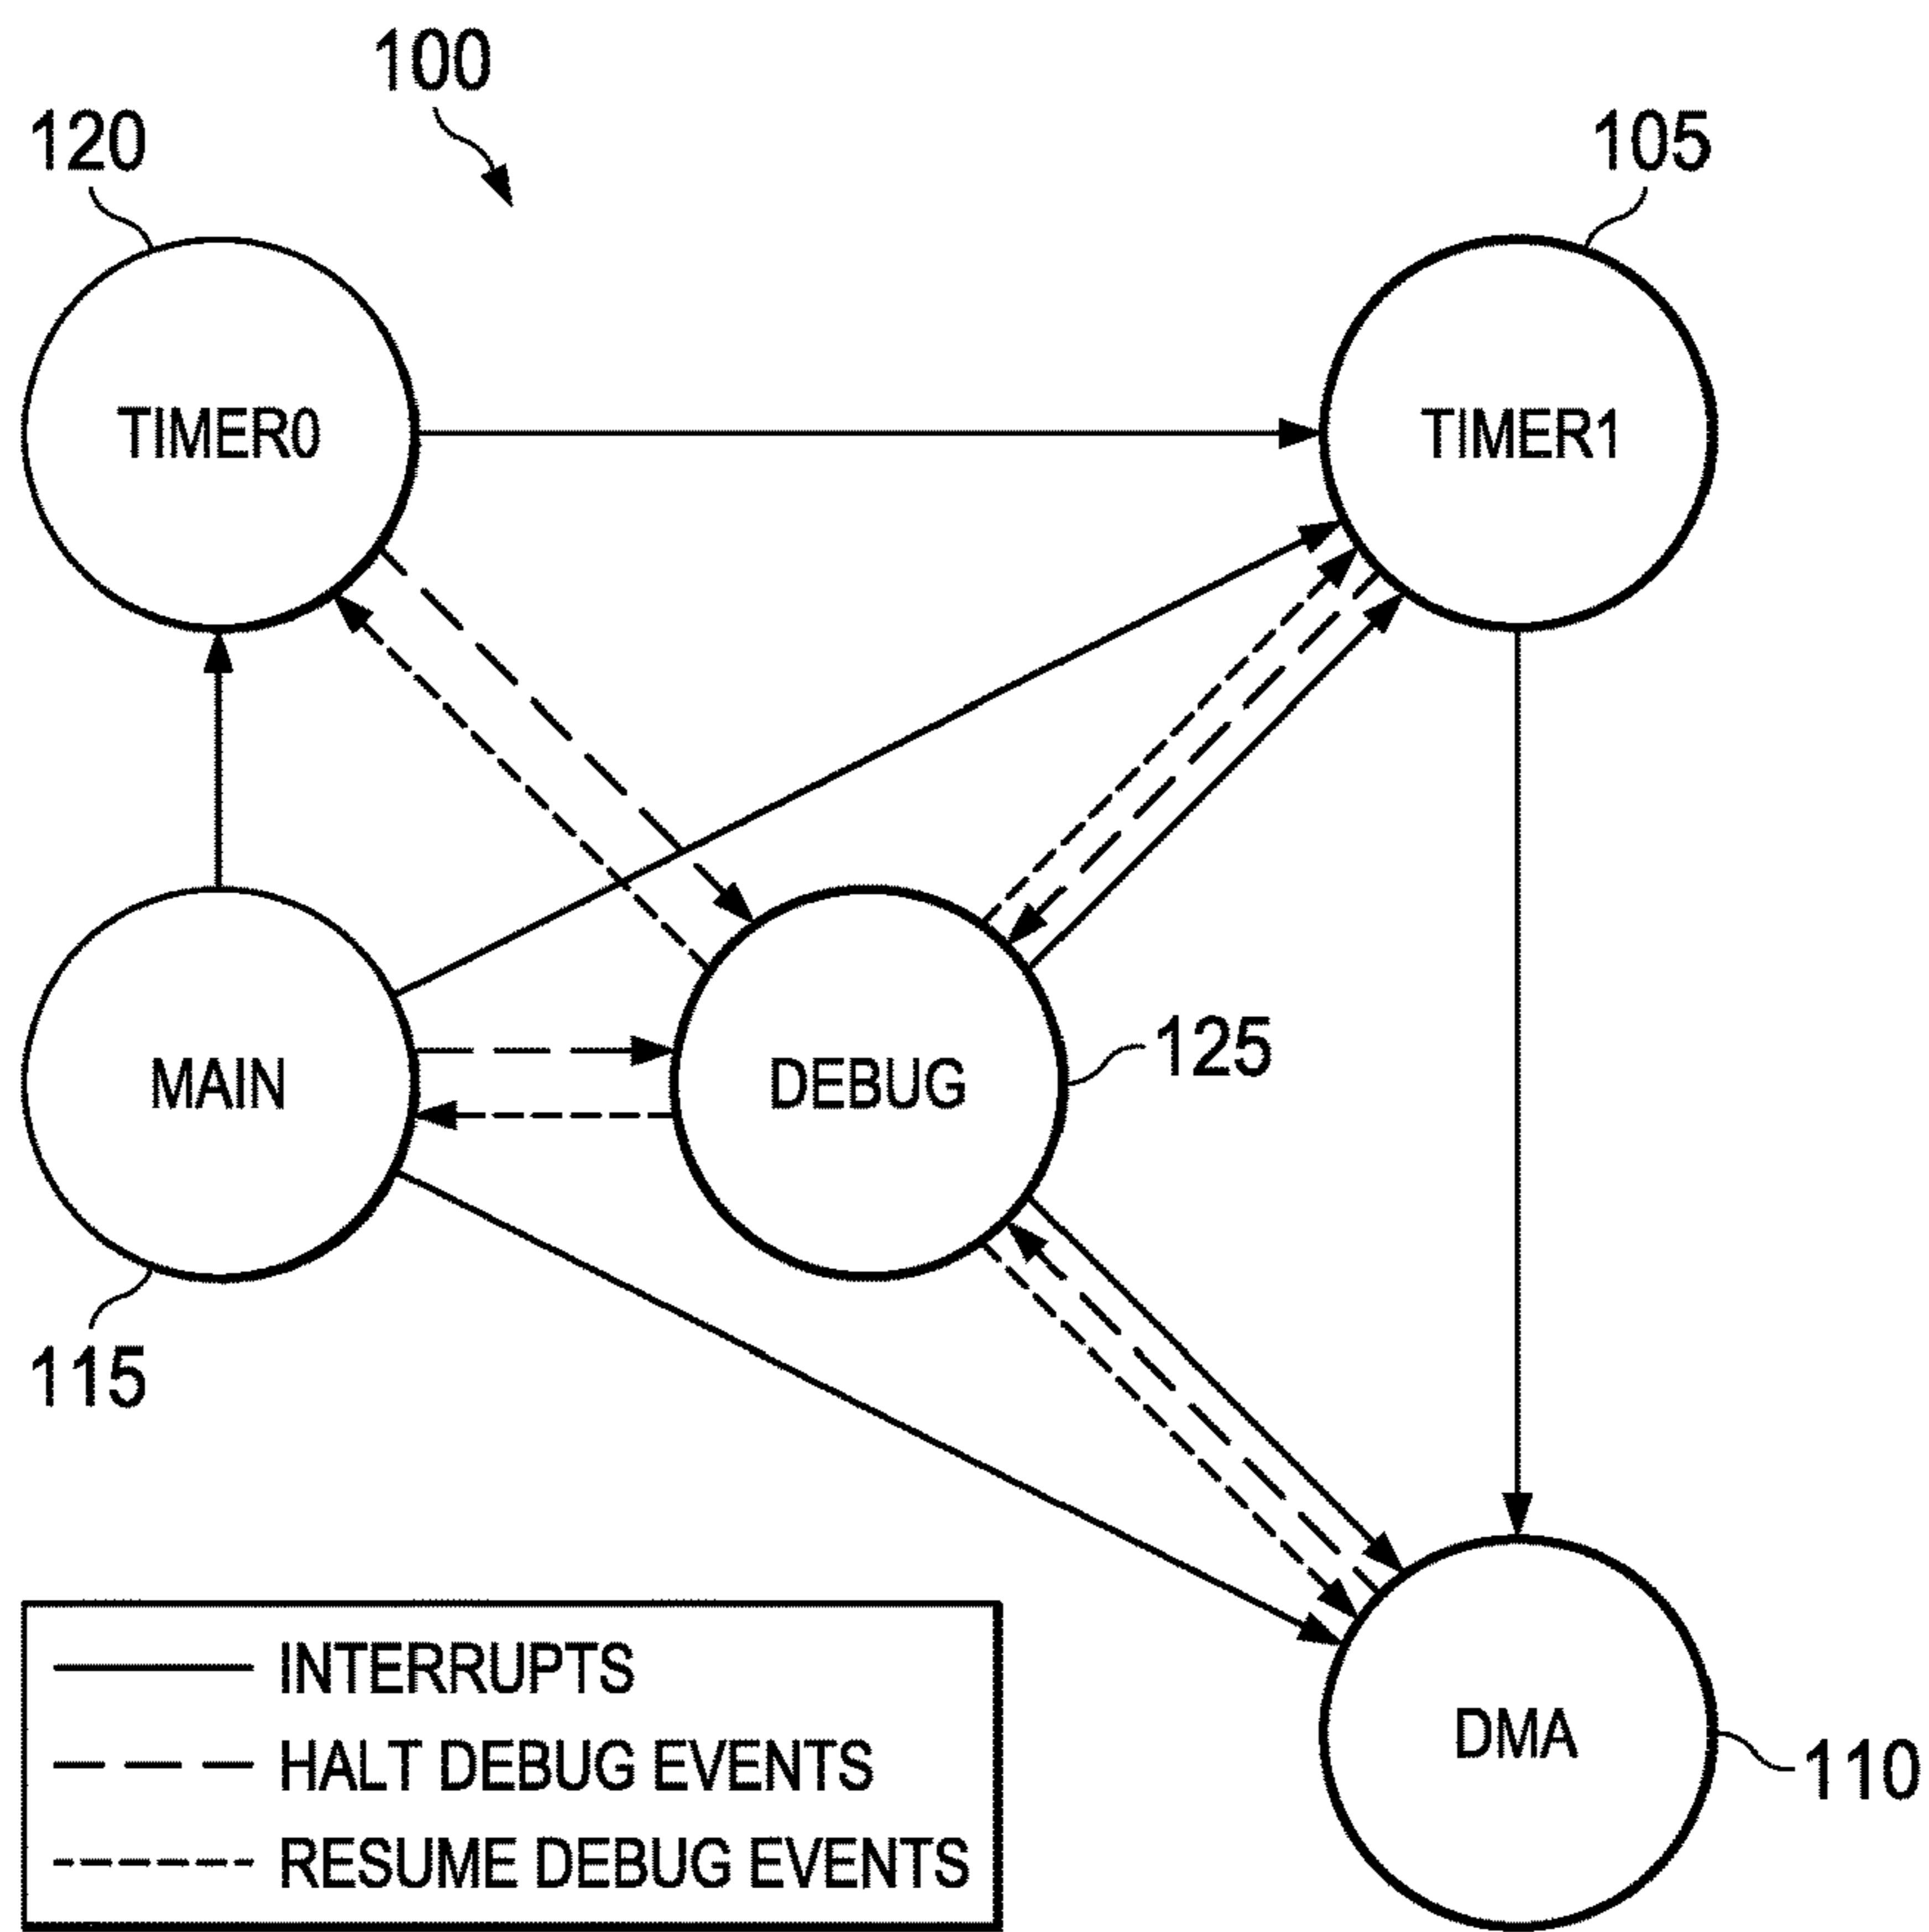 100
120
105
TIMER0
TIMER1
MAIN
DEBUG
125
115
INTERRUPTS
HALT DEBUG EVENTS
RESUME DEBUG EVENTS
DMA
110